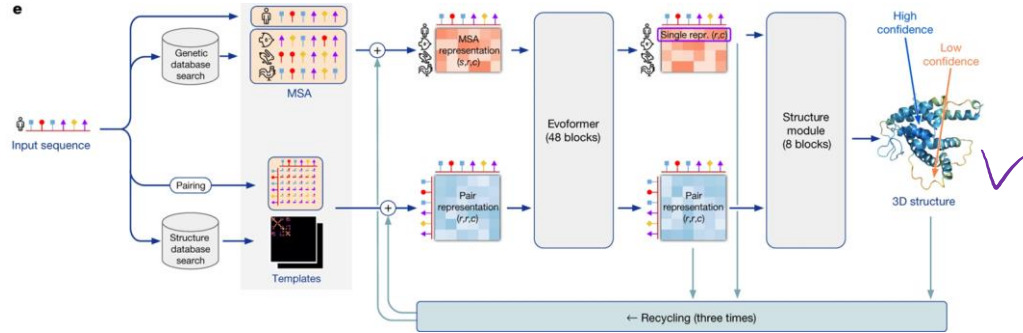 e
Genetic
database
search
MSA
Input sequence
Pairing
Structure
database
search
Templates
MSA
representation
(s,r,c)
Pair
representation
(r,r,c)
Evoformer
(48 blocks)
Single repr. (r,c)
Pair
representation
(r,r,c)
Structure
module
(8 blocks)
High
confidence
Low
confidence
3D structure
← Recycling (three times)